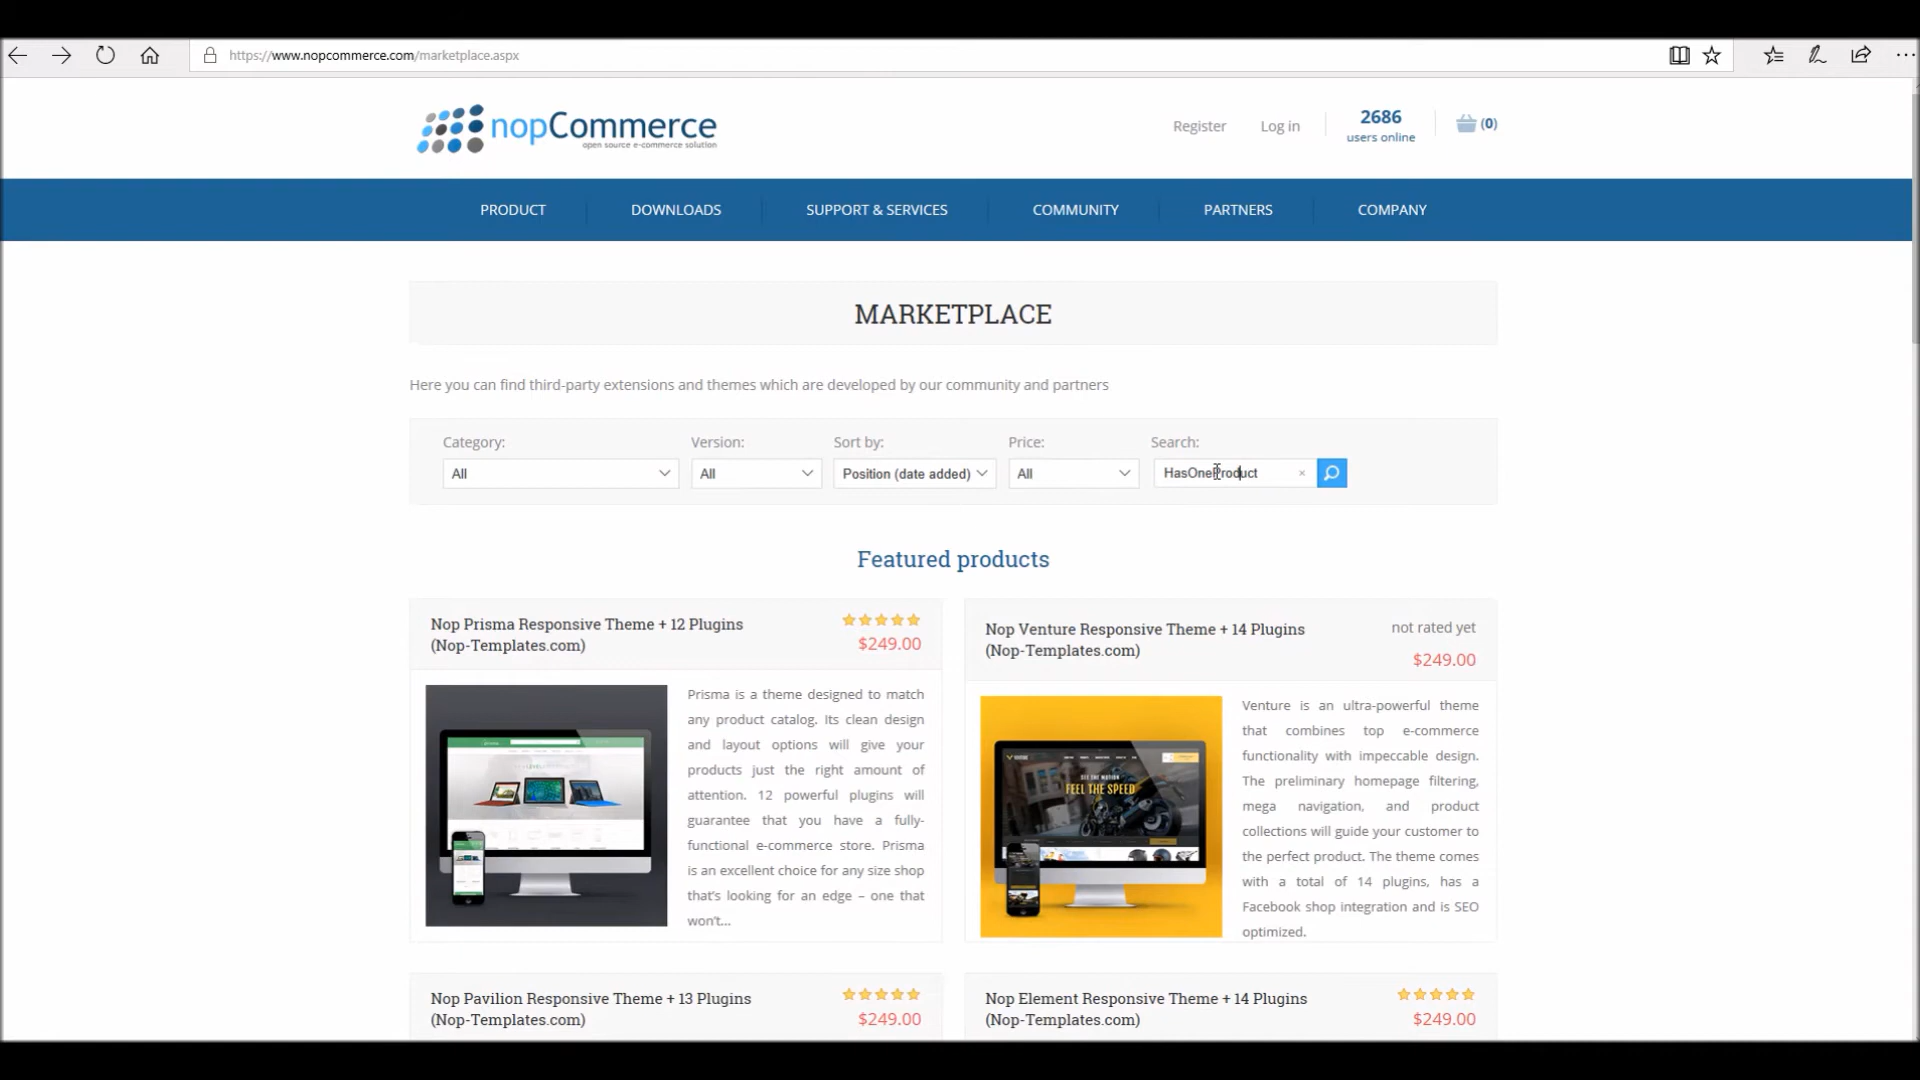 https://www.nopcommerce.com/marketplace.aspx
nopCommerce
open source e-commerce solution
Register
Log in
2686
users online
(0)
PRODUCT
DOWNLOADS
SUPPORT & SERVICES
COMMUNITY
PARTNERS
COMPANY
MARKETPLACE
Here you can find third-party extensions and themes which are developed by our community and partners
Category:
Version:
Sort by:
Price:
Search:
All
All
Position (date added)
All
HasOneProduct
Featured products
Nop Prisma Responsive Theme + 12 Plugins
(Nop-Templates.com)
$249.00
Prisma is a theme designed to match
any product catalog. Its clean design
and layout options will give your
products just the right amount of
attention. 12 powerful plugins will
guarantee that you have a fully-
functional e-commerce store. Prisma
is an excellent choice for any size shop
that's looking for an edge – one that
won't...
Nop Venture Responsive Theme + 14 Plugins
(Nop-Templates.com)
not rated yet
$249.00
SEE THE MOTION
FEEL THE SPEED
Venture is an ultra-powerful theme
that combines top e-commerce
functionality with impeccable design.
The preliminary homepage filtering,
mega navigation, and product
collections will guide your customer to
the perfect product. The theme comes
with a total of 14 plugins, has a
Facebook shop integration and is SEO
optimized.
Nop Pavilion Responsive Theme + 13 Plugins
(Nop-Templates.com)
$249.00
Nop Element Responsive Theme + 14 Plugins
(Nop-Templates.com)
$249.00